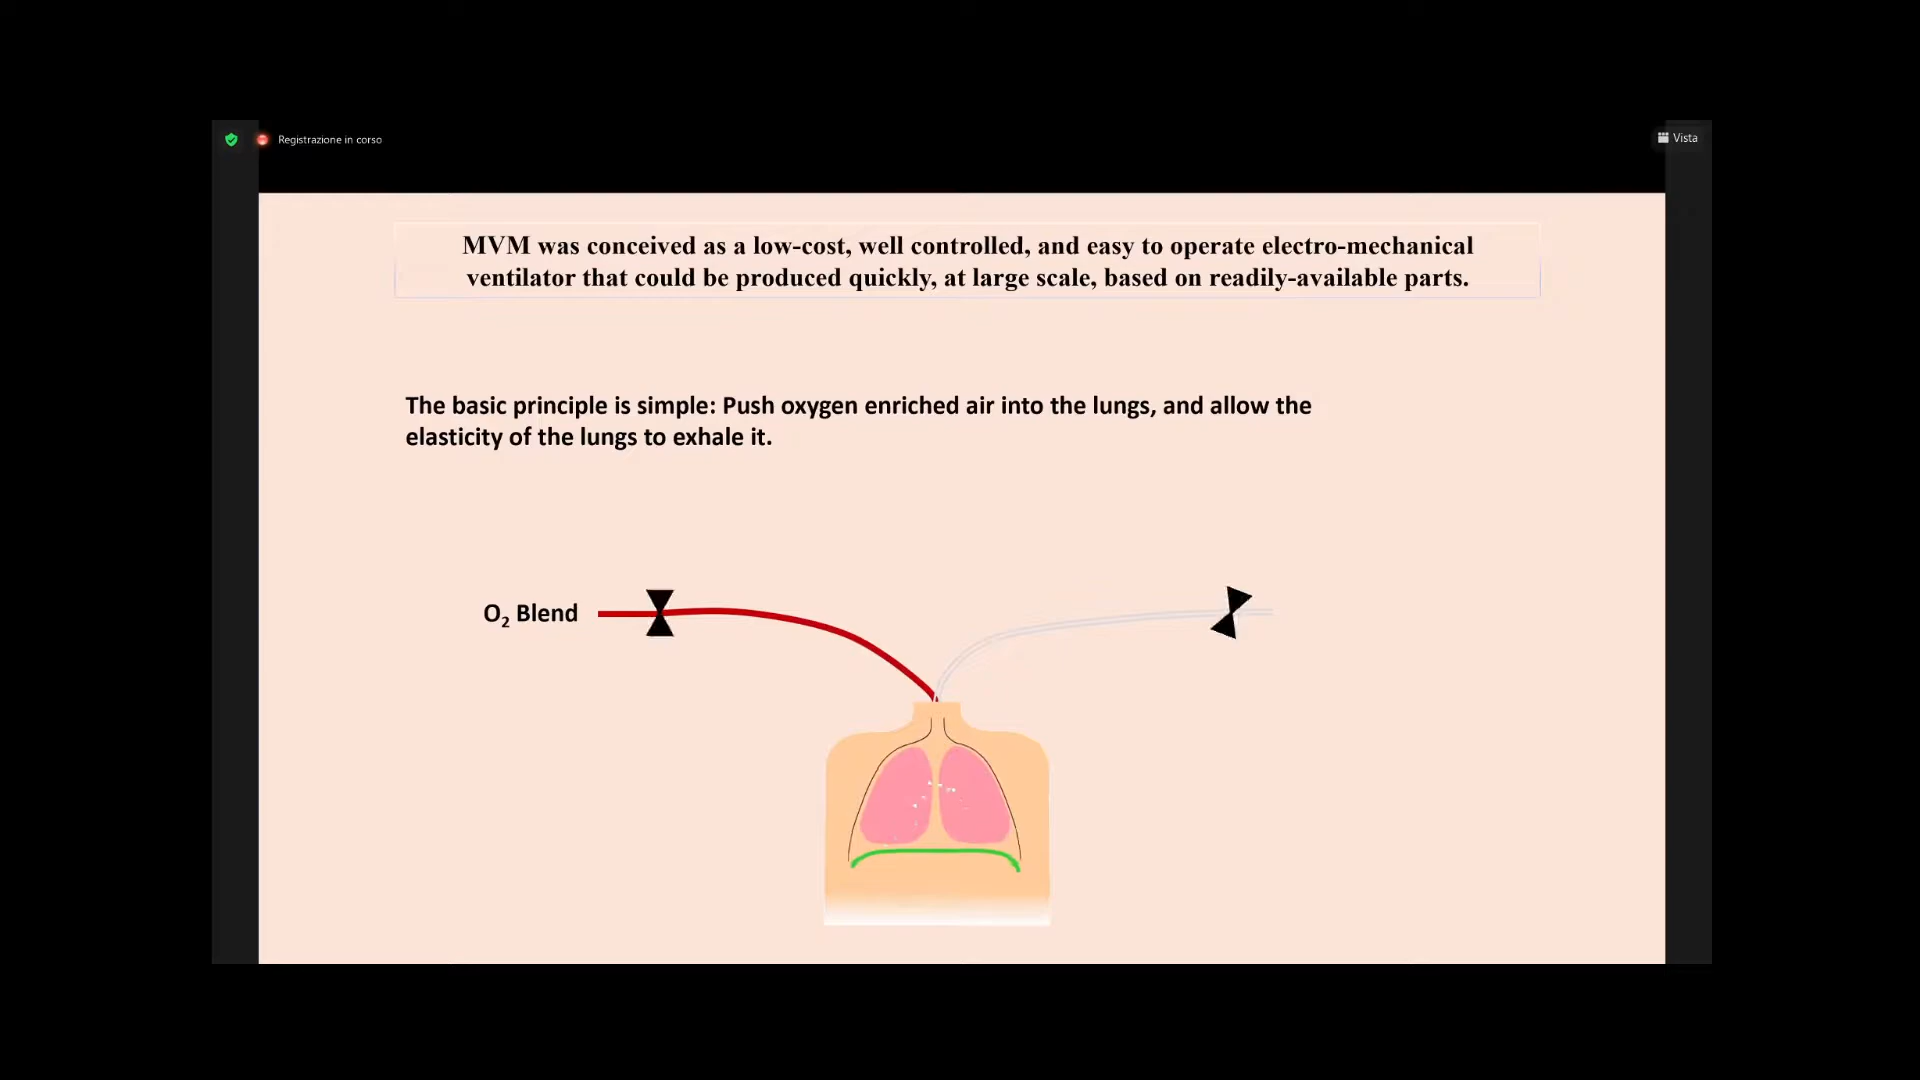 Registrazione in corso
Vista
MVM was conceived as a low-cost, well controlled, and easy to operate electro-mechanical
ventilator that could be produced quickly, at large scale, based on readily-available parts.
The basic principle is simple: Push oxygen enriched air into the lungs, and allow the
elasticity of the lungs to exhale it.
O₂ Blend